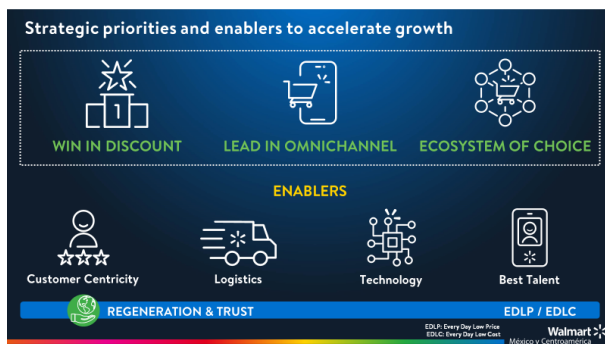 Strategic priorities and enablers to accelerate growth
1
WIN IN DISCOUNT
LEAD IN OMNICHANNEL
ECOSYSTEM OF CHOICE
ENABLERS
Customer Centricity
Logistics
Technology
Best Talent
REGENERATION & TRUST
EDLP / EDLC
EDLP: Every Day Low Price
EDLC: Every Day Low Cost
Walmart
México y Centroamérica